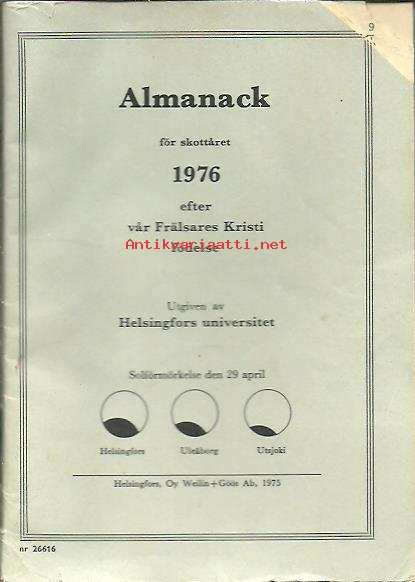 9
Almanack
för skottåret
1976
efter
vår Frälsares Kristi
Antikvariaatti.net
födelse
Utgiven av
Helsingfors universitet
Solförmörkelse den 29 april
Helsingfors Uleåborg Utsjoki
Helsingfors, Oy Weilin+Göös Ab, 1975
nr 26616